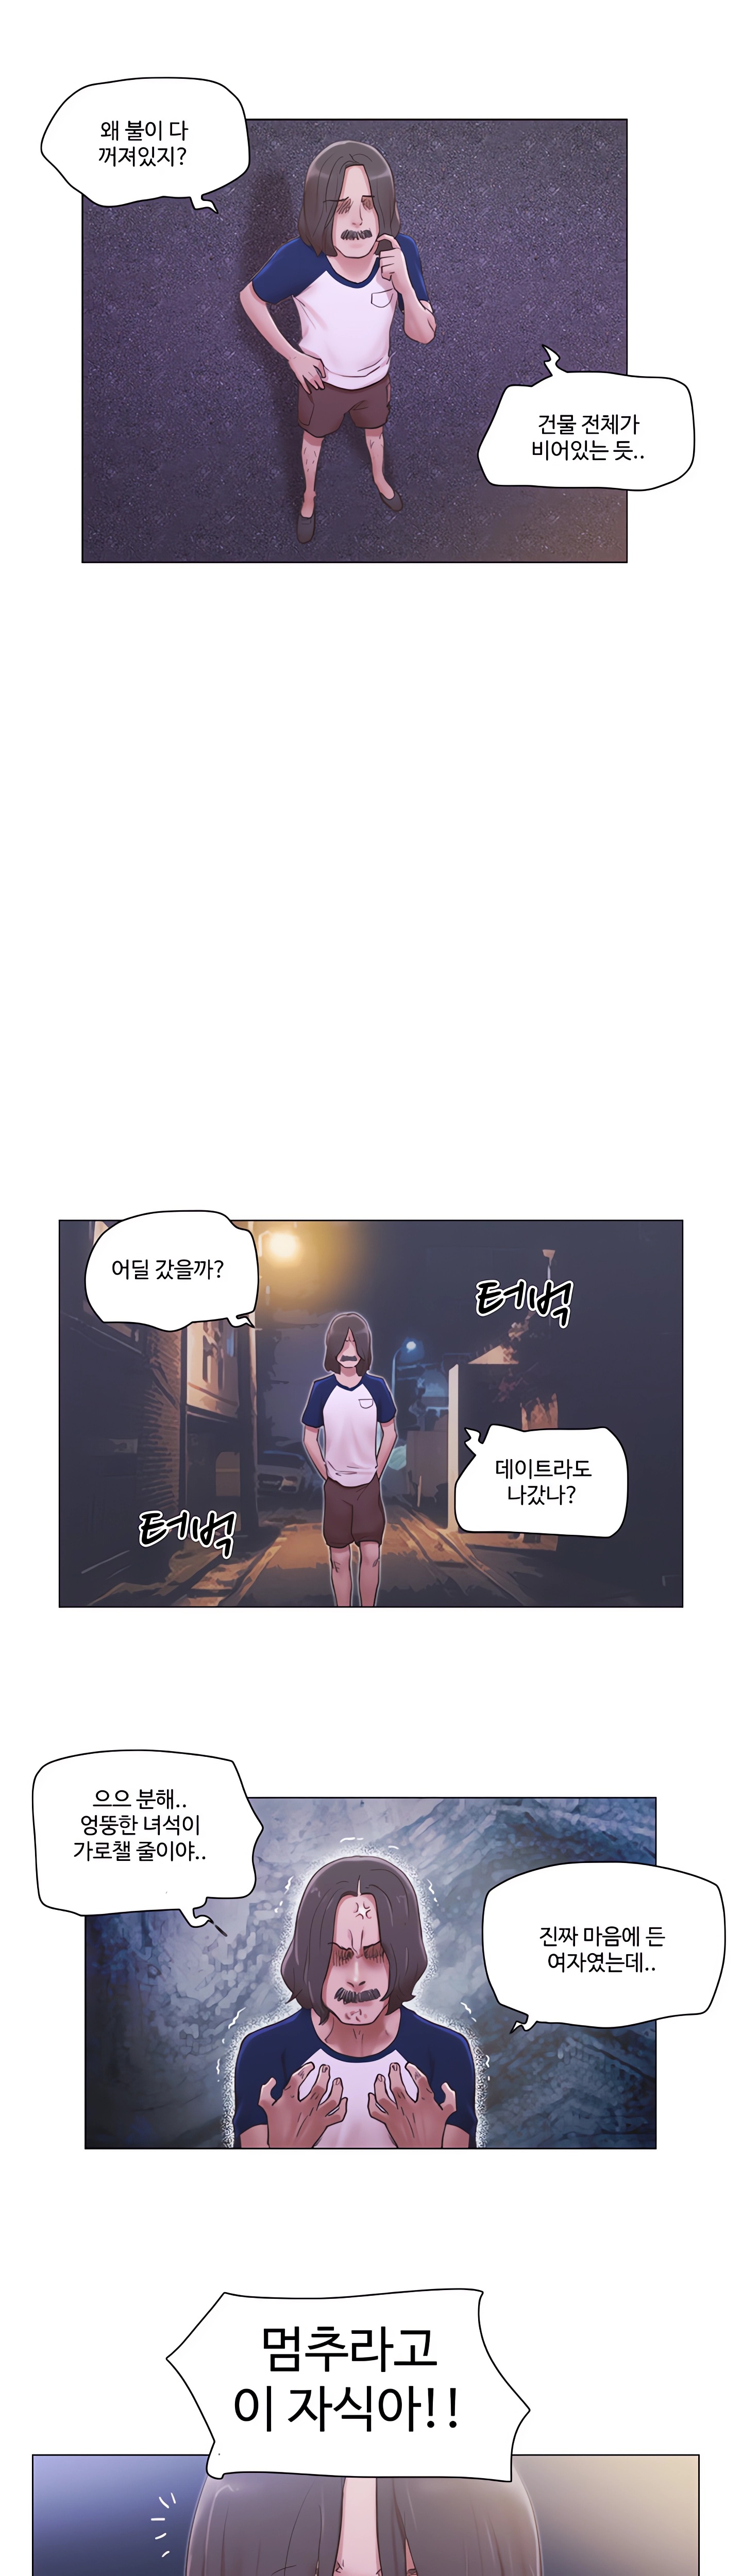 왜 불이 다
꺼져있지?
건물 전체가
비어있는 듯..
어딜 갔을까?
터벅
데이트라도
나갔나?
터벅
으으 분해..
엉뚱한 녀석이
가로챌 줄이야..
진짜 마음에 든
여자였는데..
멈추라고
이 자식아!!